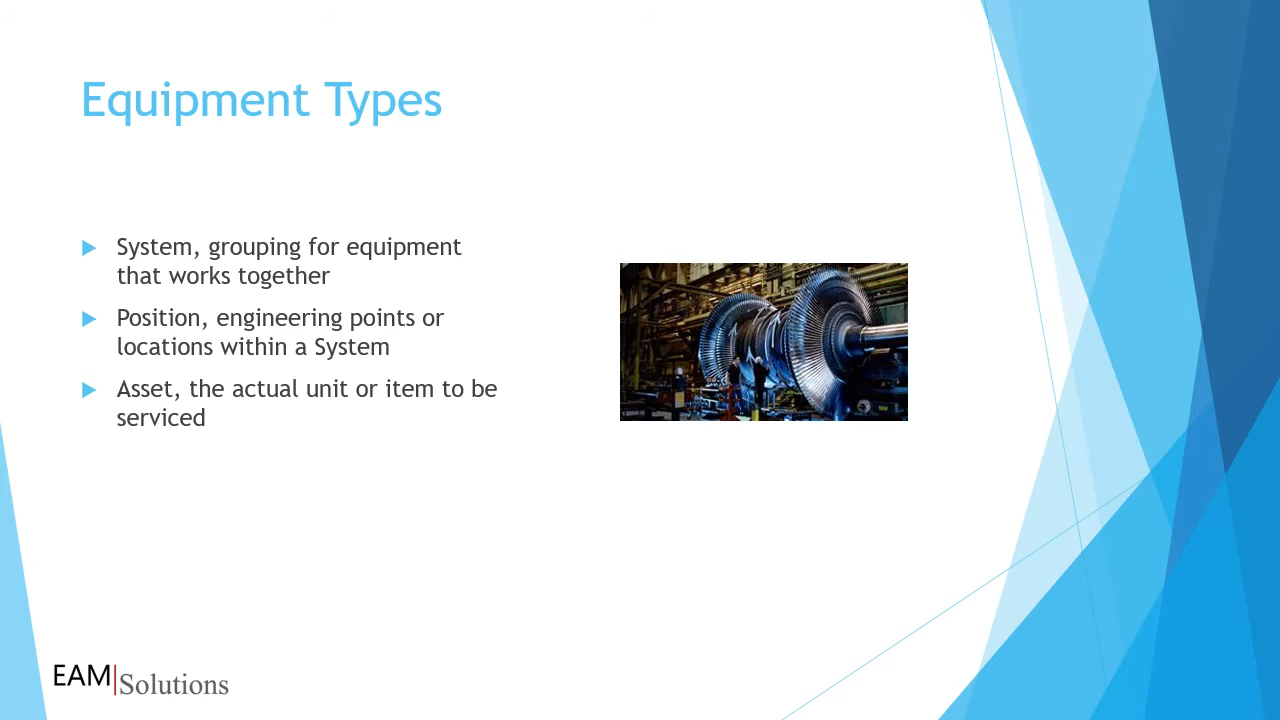 Equipment Types
System, grouping for equipment
that works together
Position, engineering points or
locations within a System
Asset, the actual unit or item to be
serviced
EAM|Solutions